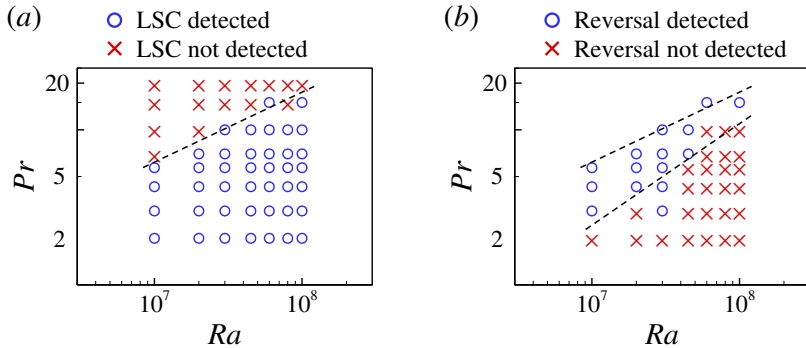 (a)
LSC detected
LSC not detected
20
5
2
Pr
10^7
10^8
Ra
(b)
Reversal detected
Reversal not detected
20
5
2
Pr
10^7
10^8
Ra